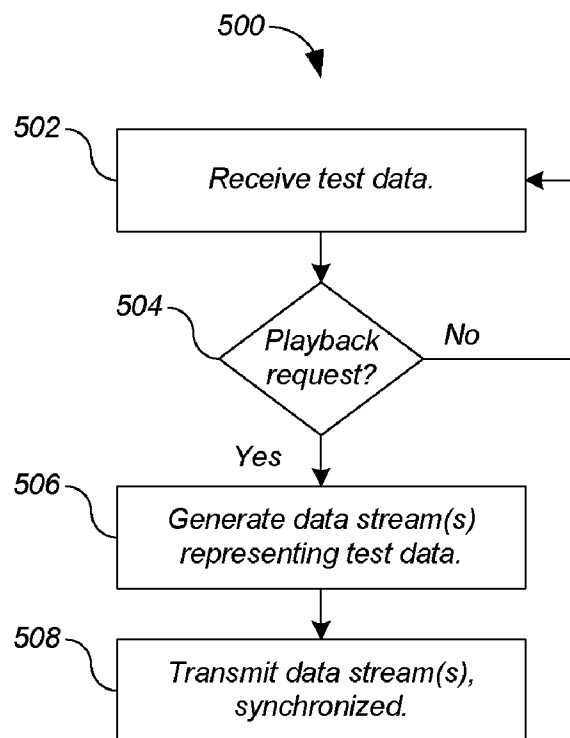 500
502
Receive test data.
504
Playback
request?
No
Yes
506
Generate data stream(s)
representing test data.
508
Transmit data stream(s),
synchronized.